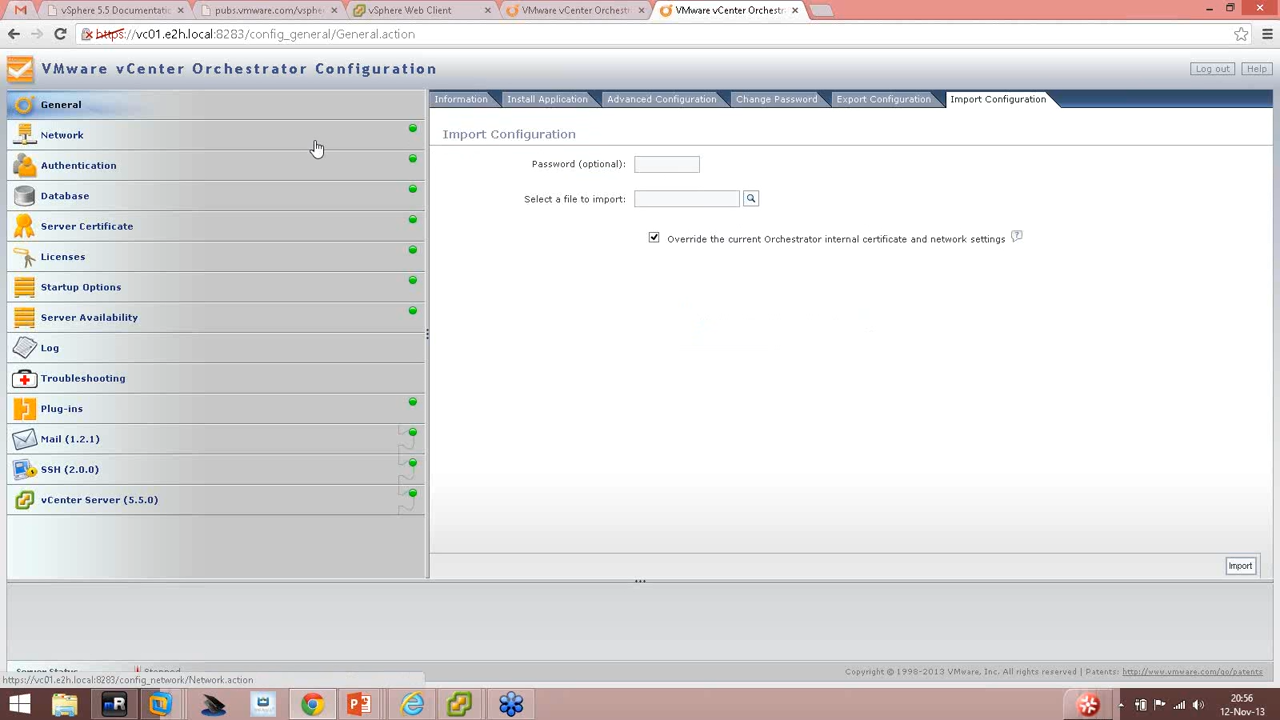 vSphere 5.5 Documentati
pubs.vmware.com/vsphe
vSphere Web Client
VMware vCenter Orchestr
VMware vCenter Orchestr
https://vc01.e2h.local:8283/config_general/General.action
VMware vCenter Orchestrator Configuration
Log out
Help
General
Network
Authentication
Database
Server Certificate
Licenses
Startup Options
Server Availability
Log
Troubleshooting
Plug-ins
Mail (1.2.1)
SSH (2.0.0)
vCenter Server (5.5.0)
Information
Install Application
Advanced Configuration
Change Password
Export Configuration
Import Configuration
Import Configuration
Password (optional):
Select a file to import:
Override the current Orchestrator internal certificate and network settings
Import
Server Status Stopped
Copyright © 1998-2013 VMware, Inc. All rights reserved | Patents: http://www.vmware.com/go/patents
https://vc01.e2h.local:8283/config_network/Network.action
20:56
12-Nov-13